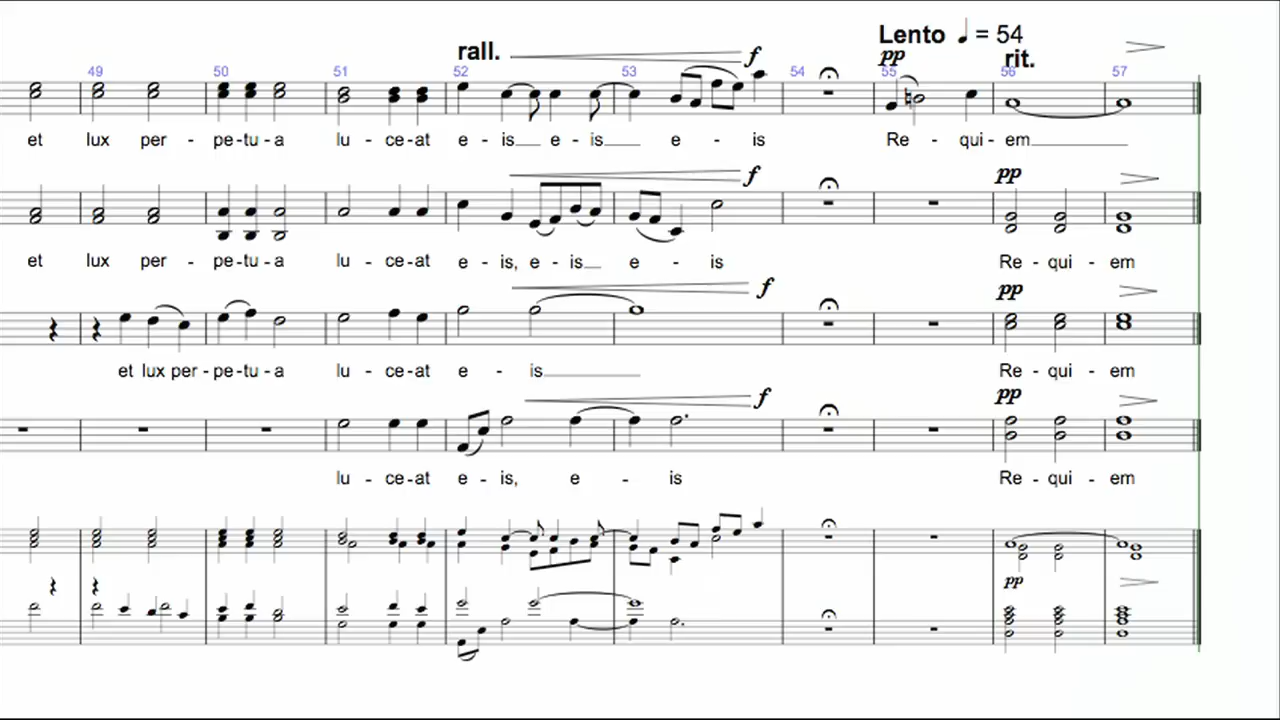 Lento ♩ = 54
rall. f pp rit.
49 50 51 52 53 54 55 56 57
et lux per - pe-tu-a lu - ce-at e - is e - is e - is Re - qui-em
f pp
et lux per - pe-tu-a lu - ce-at e - is, e - is e - is Re - qui - em
f pp
et lux per-pe-tu-a lu - ce-at e - is Re - qui - em
f pp
lu - ce-at e - is, e - is Re - qui - em
pp